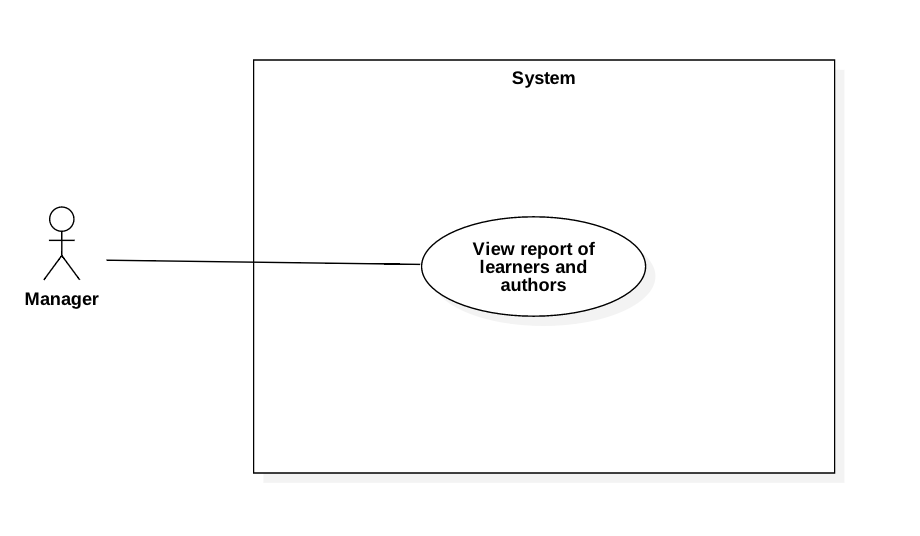 System
View report of
learners and
authors
Manager